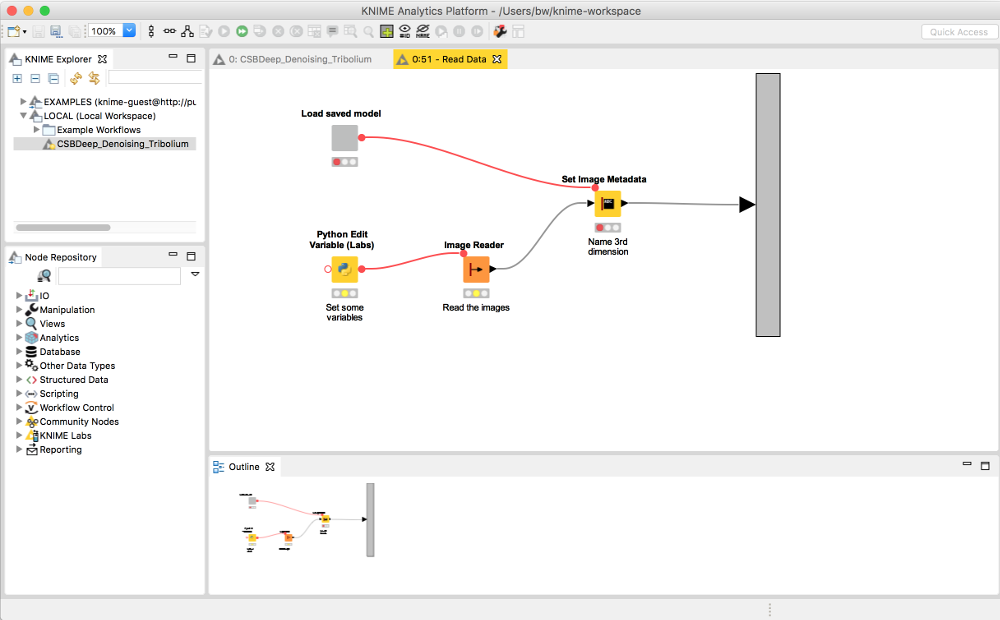 KNIME Analytics Platform - /Users/bw/knime-workspace
100%
Quick Access
KNIME Explorer
EXAMPLES (knime-guest@http://pu
LOCAL (Local Workspace)
Example Workflows
CSBDeep_Denoising_Tribolium
Node Repository
IO
Manipulation
Views
Analytics
Database
Other Data Types
Structured Data
Scripting
Workflow Control
Community Nodes
KNIME Labs
Reporting
0: CSBDeep_Denoising_Tribolium
0:51 - Read Data
Load saved model
Set Image Metadata
Name 3rd
dimension
Python Edit
Variable (Labs)
Set some
variables
Image Reader
Read the images
Outline